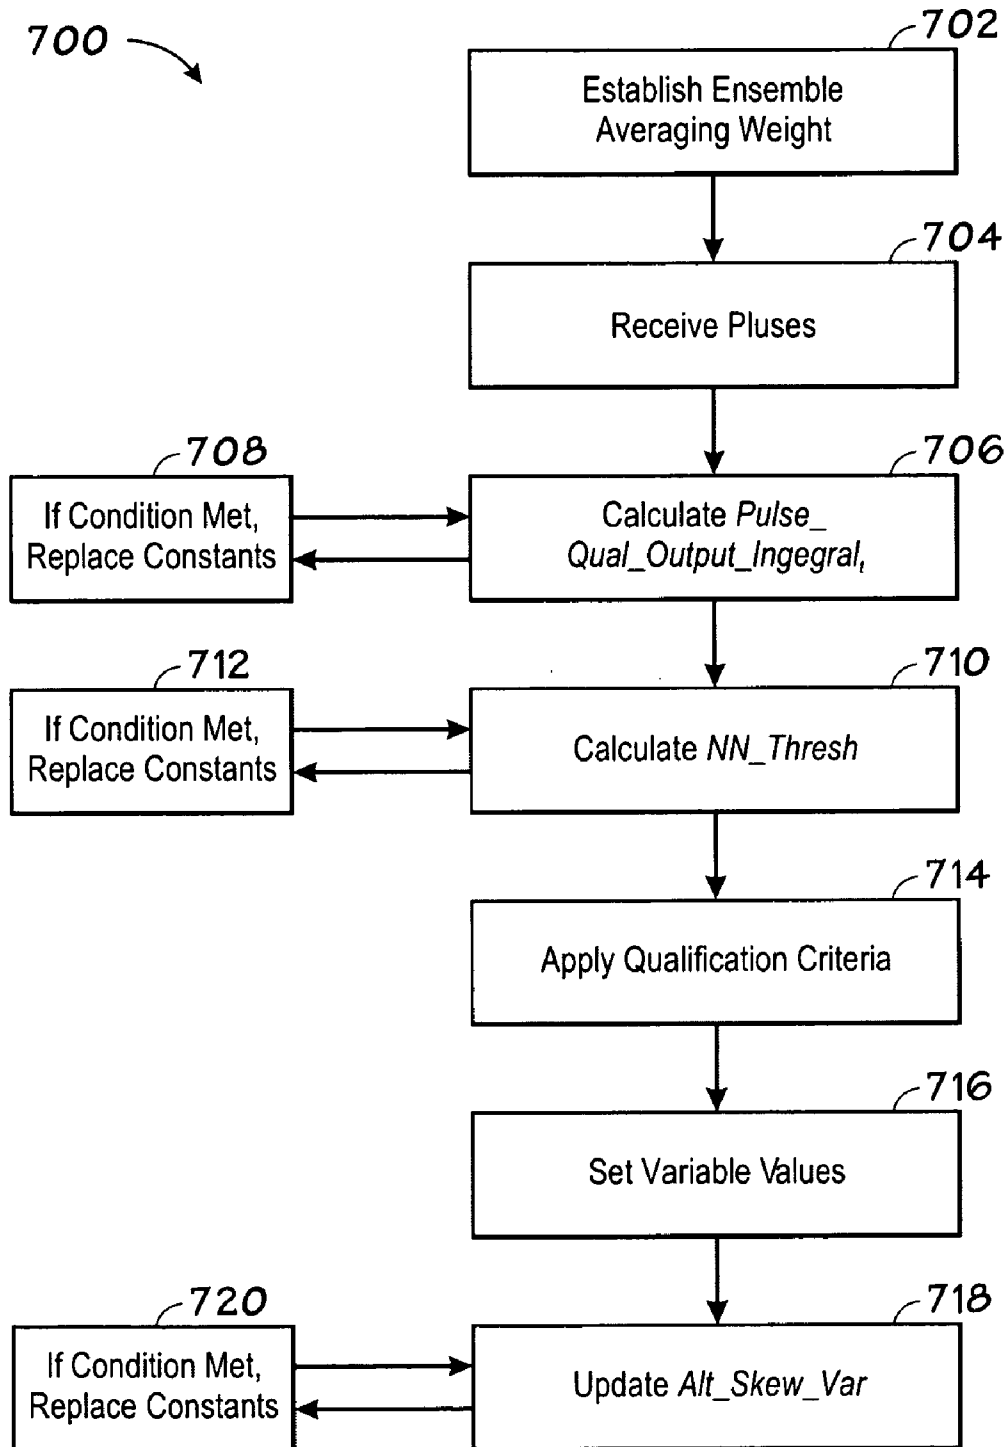 700
702
Establish Ensemble
Averaging Weight
704
Receive Pluses
708
If Condition Met,
Replace Constants
706
Calculate Pulse_
Qual_Output_Ingegral_t
712
If Condition Met,
Replace Constants
710
Calculate NN_Thresh
714
Apply Qualification Criteria
716
Set Variable Values
720
If Condition Met,
Replace Constants
718
Update Alt_Skew_Var